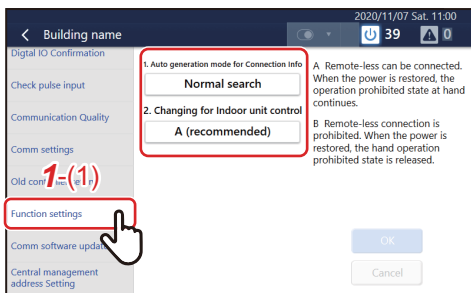 2020/11/07 Sat. 11:00
Building name
39
0
Digtal IO Confirmation
Check pulse input
Communication Quality
Comm settings
Function settings
Comm software updat
Central management
address Setting
1-(1)
1. Auto generation mode for Connection Info
Normal search
2. Changing for Indoor unit control
A (recommended)
A Remote-less can be connected.
When the power is restored, the
operation prohibited state at hand
continues.
B Remote-less connection is
prohibited. When the power is
restored, the hand operation
prohibited state is released.
OK
Cancel